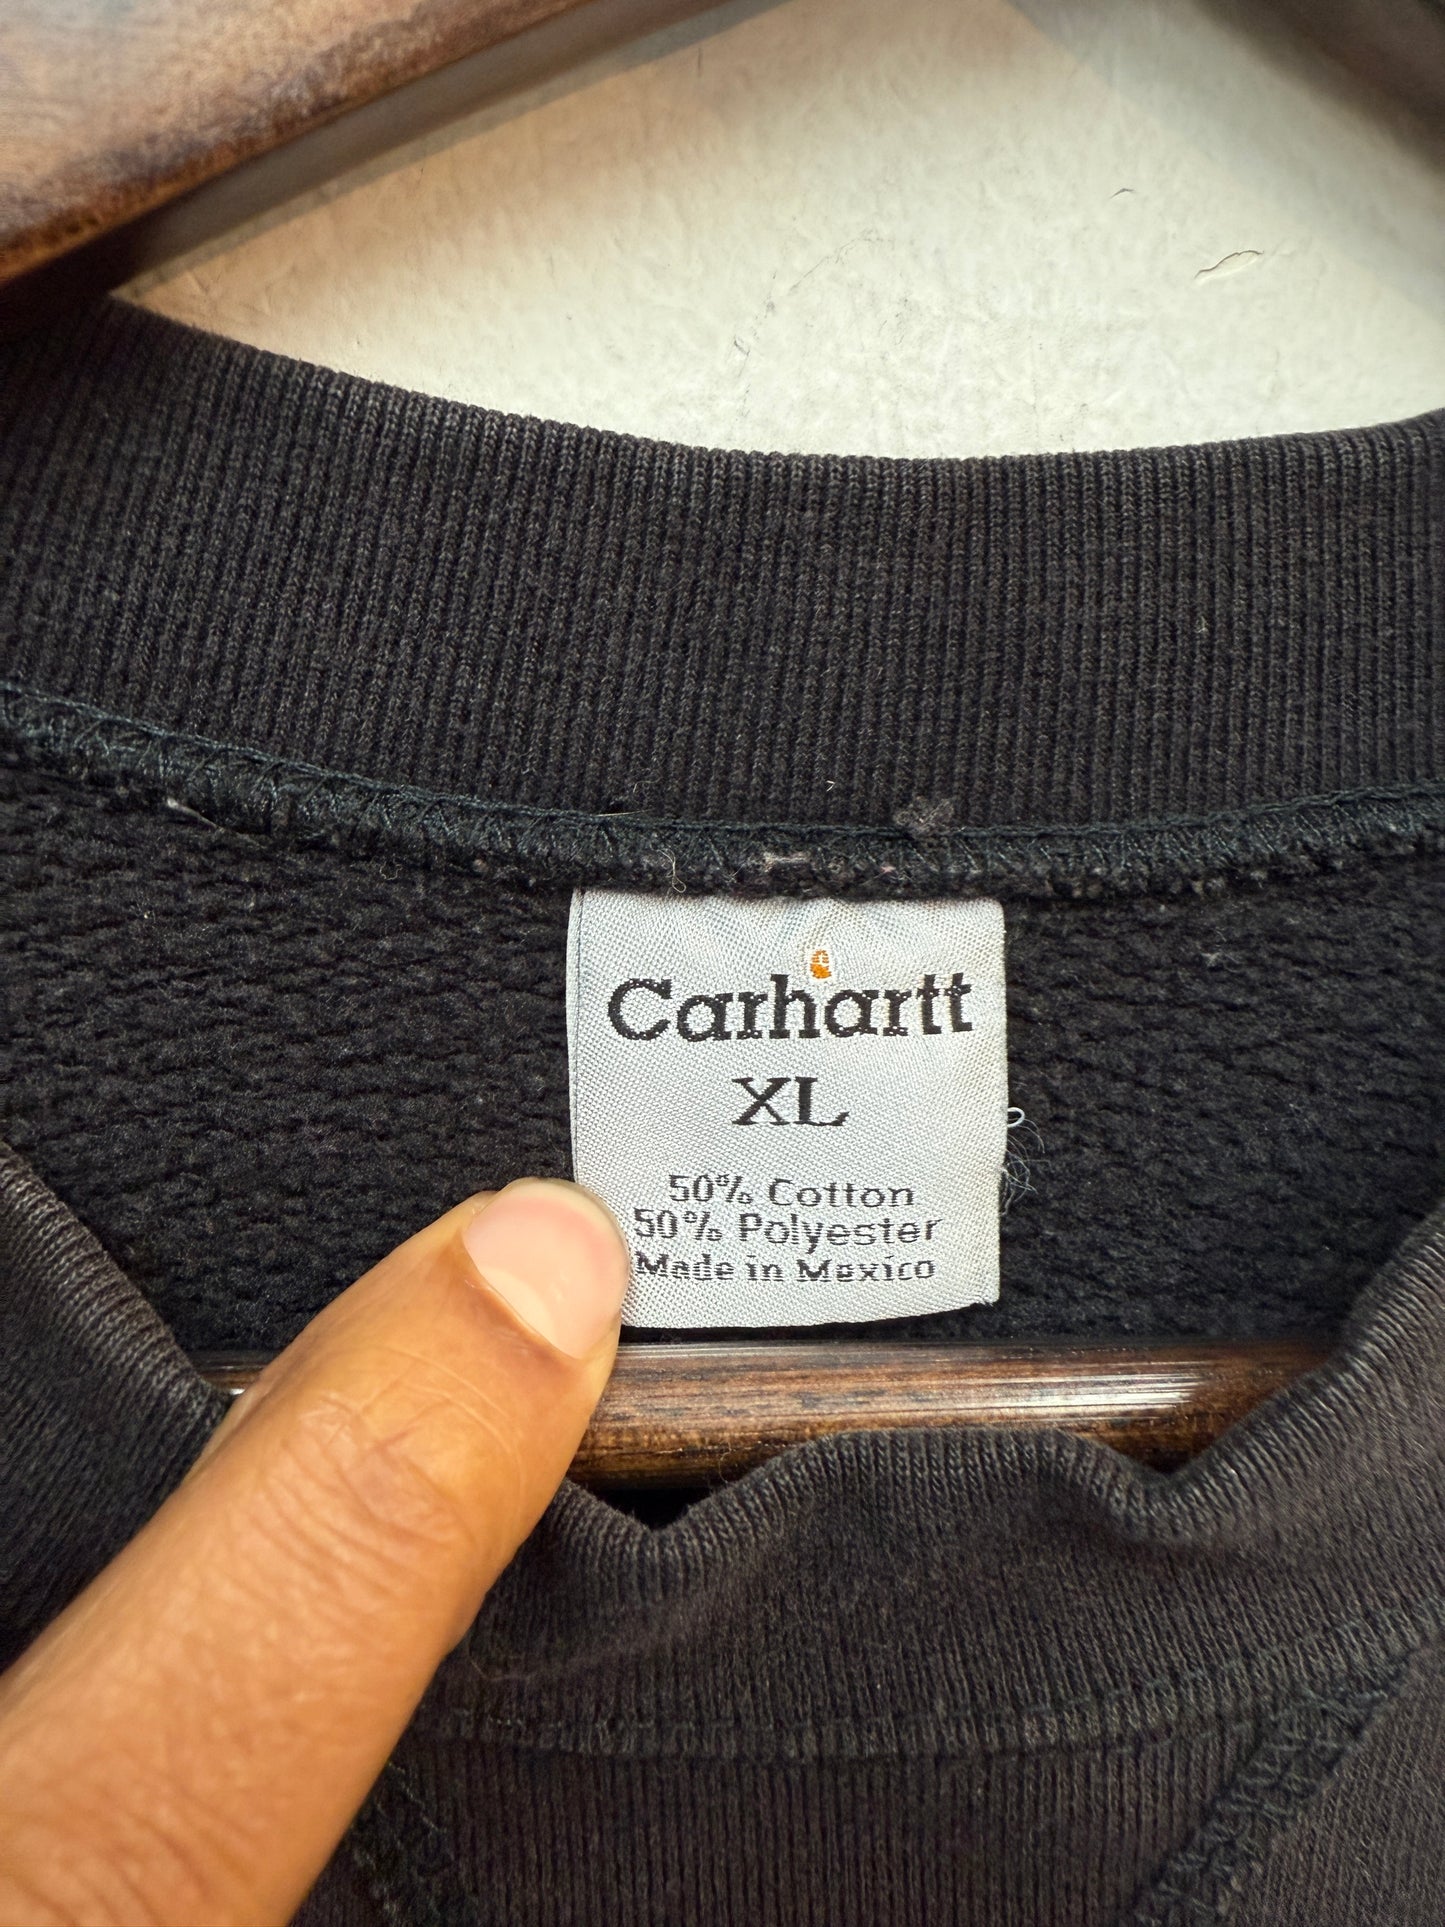 Carhartt
XL
50% Cotton
50% Polyester
Made in Mexico